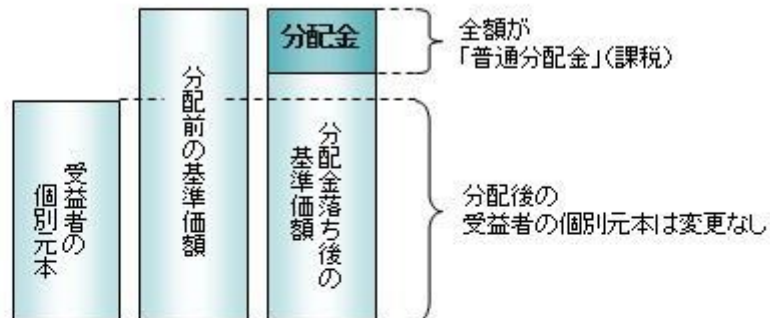 受益者の
個別元本
分配前の基準価額
分配金
分配金落ち後の
基準価額
全額が
「普通分配金」(課税)
分配後の
受益者の個別元本は変更なし